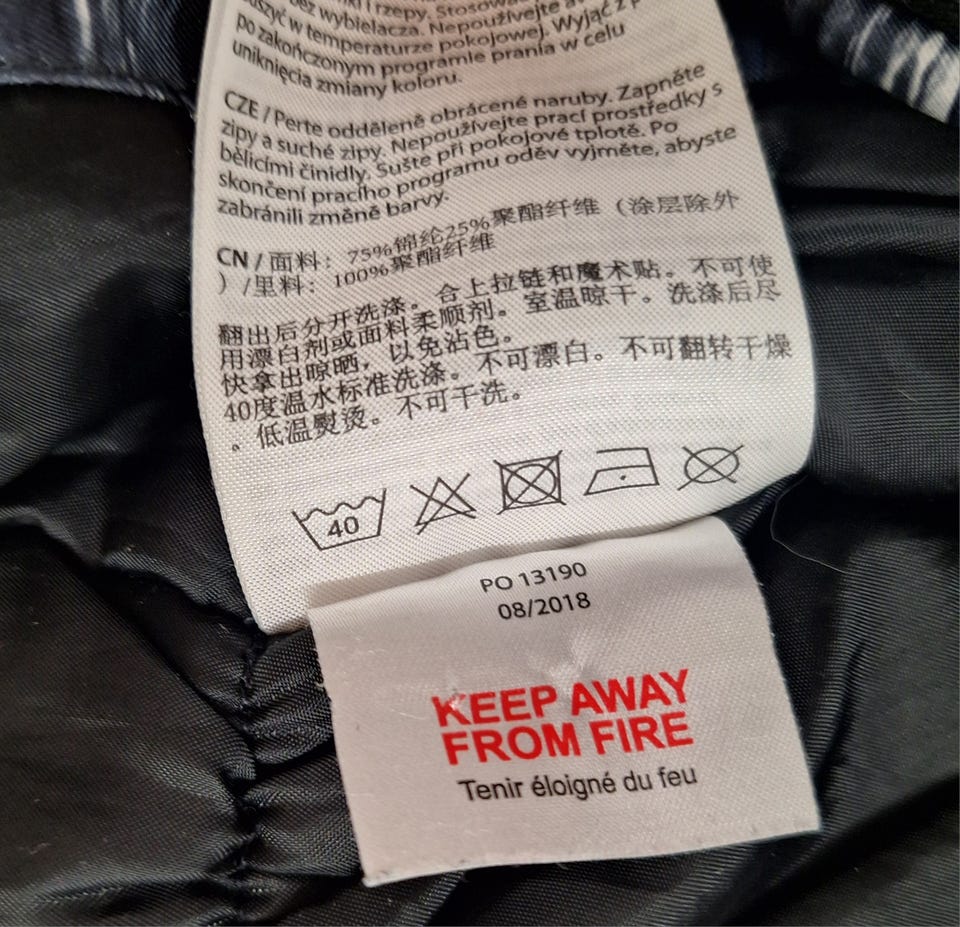 i rzepy. Stosować
bez wybielacza. Nepoużívejte
w temperaturze pokojowej. Wyjąć z p
po zakończonym programie prania w celu
uniknięcia zmiany koloru.
CZE / Perte odděleně obrácené naruby. Zapněte
zipy a suché zipy. Nepoužívejte prací prostředky s
bělicími činidly. Sušte při pokojové tplotě. Po
skončení pracího programu oděv vyjměte, abyste
zabránili změně barvy.
CN / 面料：75%锦纶25%聚酯纤维（涂层除外
）/里料：100%聚酯纤维
翻出后分开洗涤。合上拉链和魔术贴。不可使
用漂白剂或面料柔顺剂。室温晾干。洗涤后尽
快拿出晾晒，以免沾色。
40度温水标准洗涤。不可漂白。不可翻转干燥
。低温熨烫。不可干洗。
40
PO 13190
08/2018
KEEP AWAY
FROM FIRE
Tenir éloigné du feu